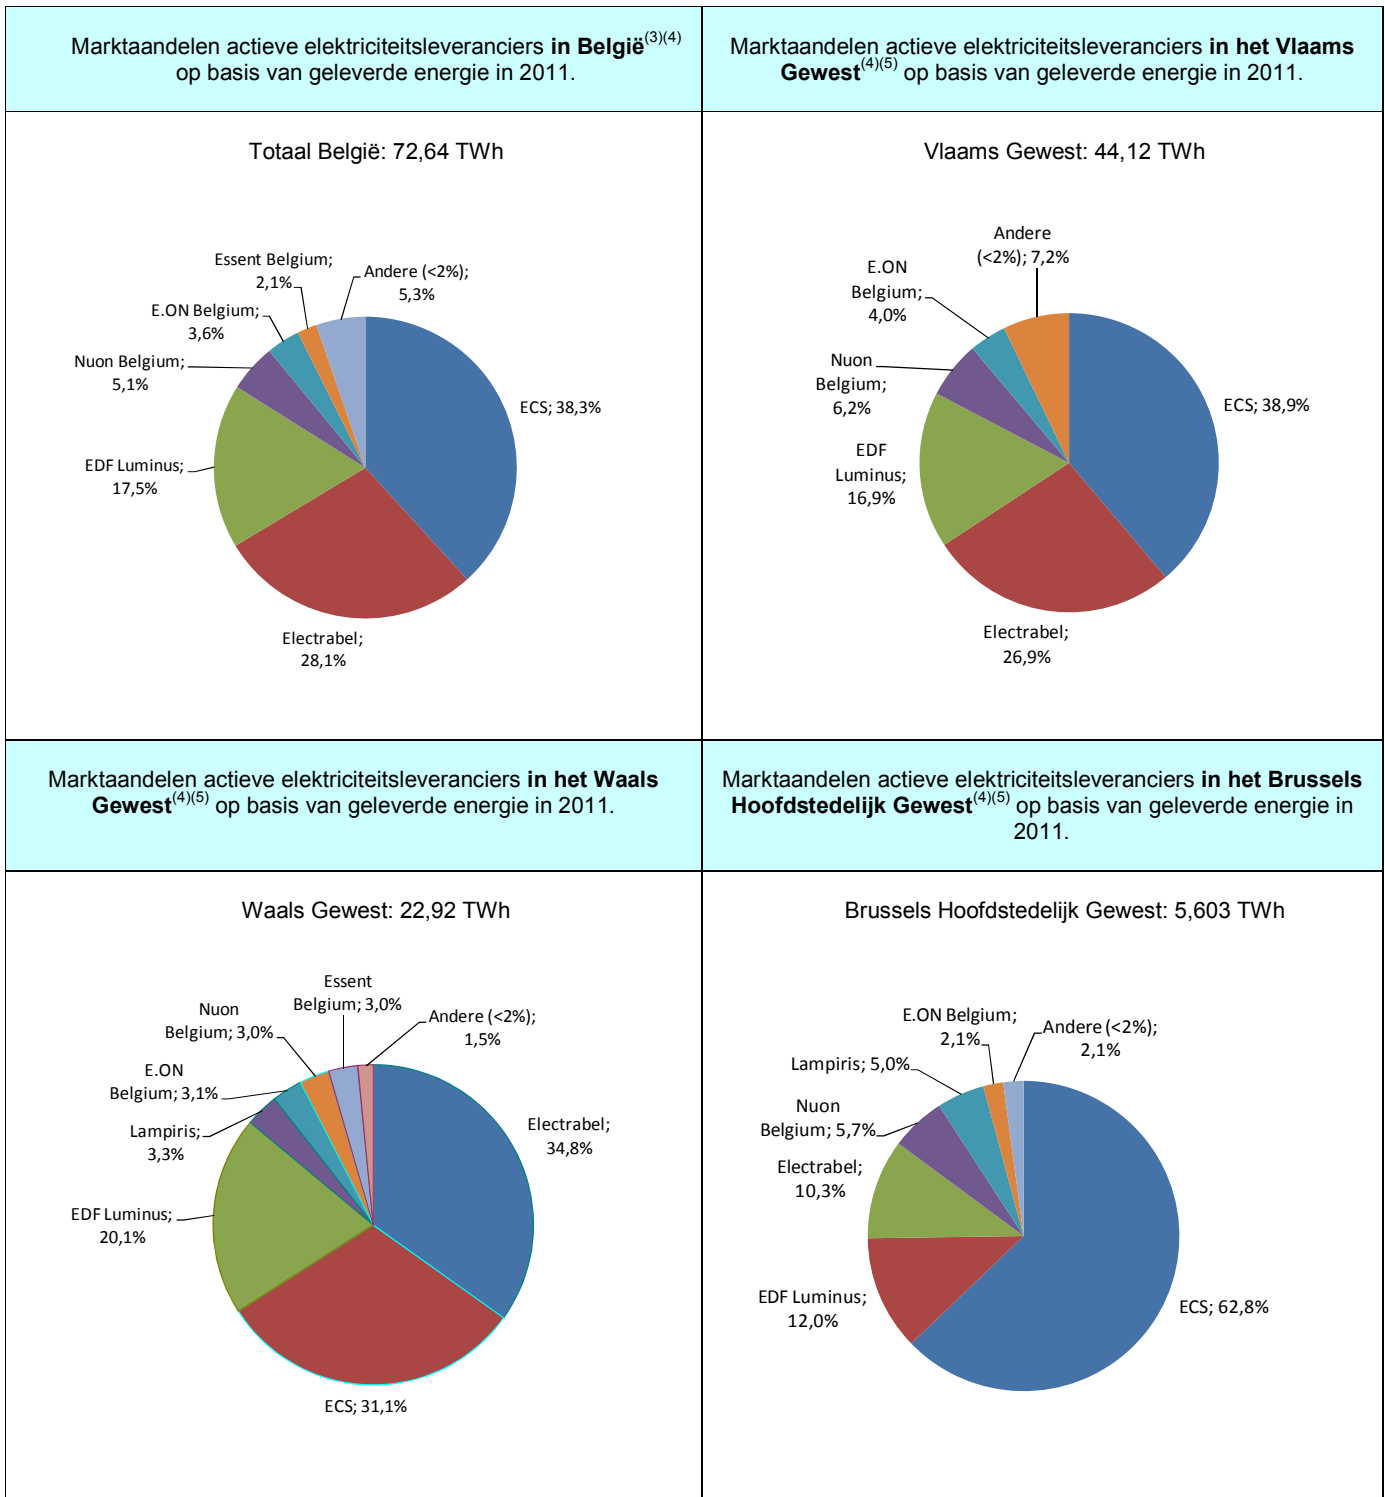 Marktaandelen actieve elektriciteitsleveranciers in België(3)(4)
op basis van geleverde energie in 2011.
Marktaandelen actieve elektriciteitsleveranciers in het Vlaams
Gewest(4)(5) op basis van geleverde energie in 2011.
Totaal België: 72,64 TWh
Essent Belgium;
2,1%
Andere (<2%);
5,3%
E.ON Belgium;
3,6%
Nuon Belgium;
5,1%
ECS; 38,3%
EDF Luminus;
17,5%
Electrabel;
28,1%
Vlaams Gewest: 44,12 TWh
Andere
(<2%); 7,2%
E.ON
Belgium;
4,0%
Nuon
Belgium;
6,2%
ECS; 38,9%
EDF
Luminus;
16,9%
Electrabel;
26,9%
Marktaandelen actieve elektriciteitsleveranciers in het Waals
Gewest(4)(5) op basis van geleverde energie in 2011.
Marktaandelen actieve elektriciteitsleveranciers in het Brussels
Hoofdstedelijk Gewest(4)(5) op basis van geleverde energie in
2011.
Waals Gewest: 22,92 TWh
Essent
Belgium; 3,0%
Nuon
Belgium; 3,0%
Andere (<2%);
1,5%
E.ON
Belgium; 3,1%
Lampiris;
3,3%
Electrabel;
34,8%
EDF Luminus;
20,1%
ECS; 31,1%
Brussels Hoofdstedelijk Gewest: 5,603 TWh
E.ON Belgium;
2,1%
Andere (<2%);
2,1%
Lampiris; 5,0%
Nuon
Belgium; 5,7%
Electrabel;
10,3%
EDF Luminus;
12,0%
ECS; 62,8%